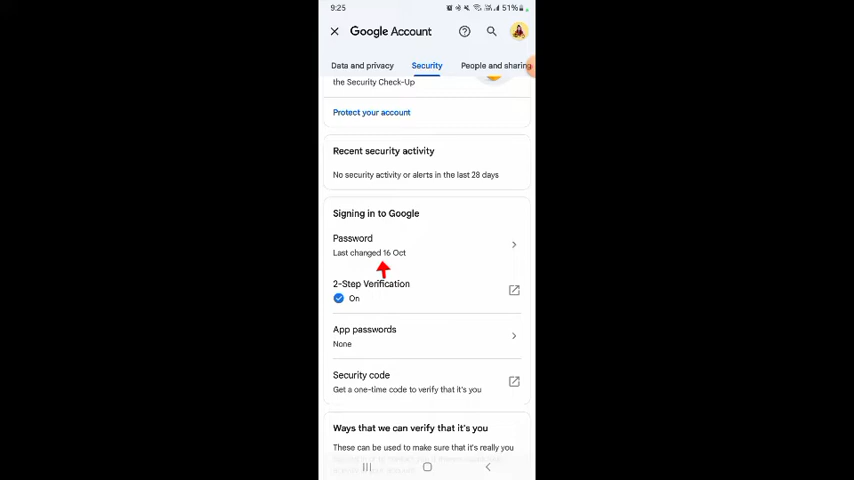 9:25
51%
Google Account
Data and privacy Security People and sharing
the Security Check-Up
Protect your account
Recent security activity
No security activity or alerts in the last 28 days
Signing in to Google
Password
Last changed 16 Oct
2-Step Verification
On
App passwords
None
Security code
Get a one-time code to verify that it's you
Ways that we can verify that it's you
These can be used to make sure that it's really you